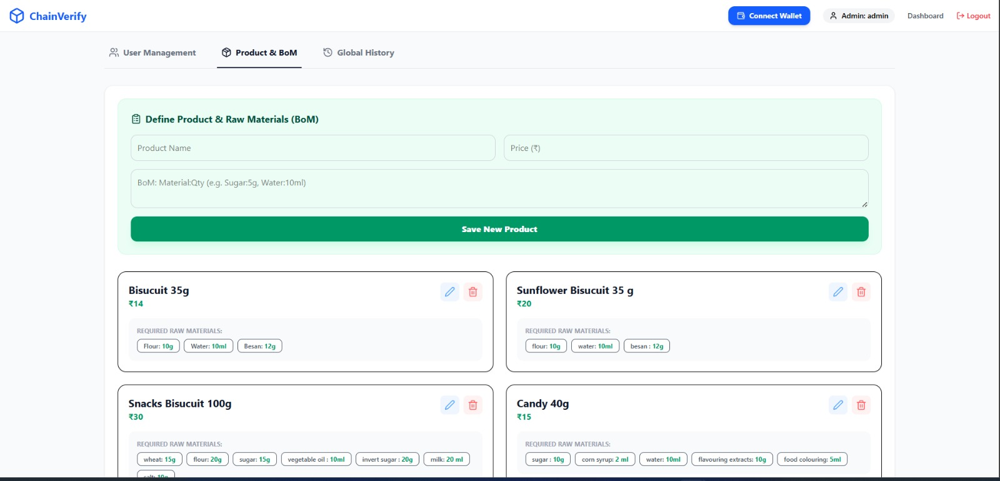 ChainVerify
Connect Wallet
Admin: admin
Dashboard
Logout
User Management
Product & BoM
Global History
Define Product & Raw Materials (BoM)
Product Name
Price (₹)
BoM: Material:Qty (e.g. Sugar:5g, Water:10ml)
Save New Product
Bisucuit 35g
₹14
REQUIRED RAW MATERIALS:
Flour: 10g
Water: 10ml
Besan: 12g
Sunflower Bisucuit 35 g
₹20
REQUIRED RAW MATERIALS:
flour: 10g
water: 10ml
besan : 12g
Snacks Bisucuit 100g
₹30
REQUIRED RAW MATERIALS:
wheat: 15g
flour: 20g
sugar: 15g
vegetable oil : 10ml
invert sugar : 20g
milk: 20 ml
salt: 10g
Candy 40g
₹15
REQUIRED RAW MATERIALS:
sugar : 10g
corn syrup: 2 ml
water: 10ml
flavouring extracts: 10g
food colouring: 5ml